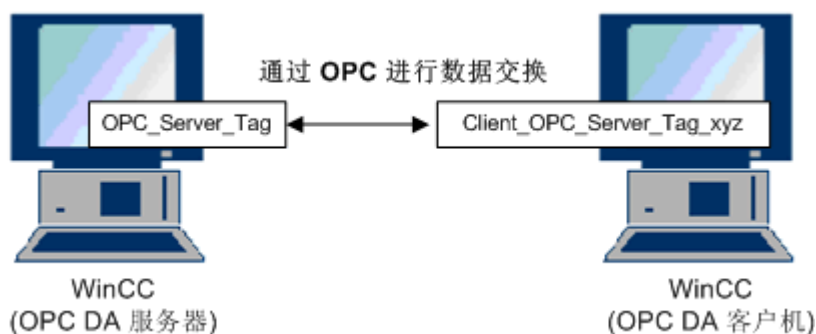 通过 OPC 进行数据交换
OPC_Server_Tag
Client_OPC_Server_Tag_xyz
WinCC
(OPC DA 服务器)
WinCC
(OPC DA 客户机)